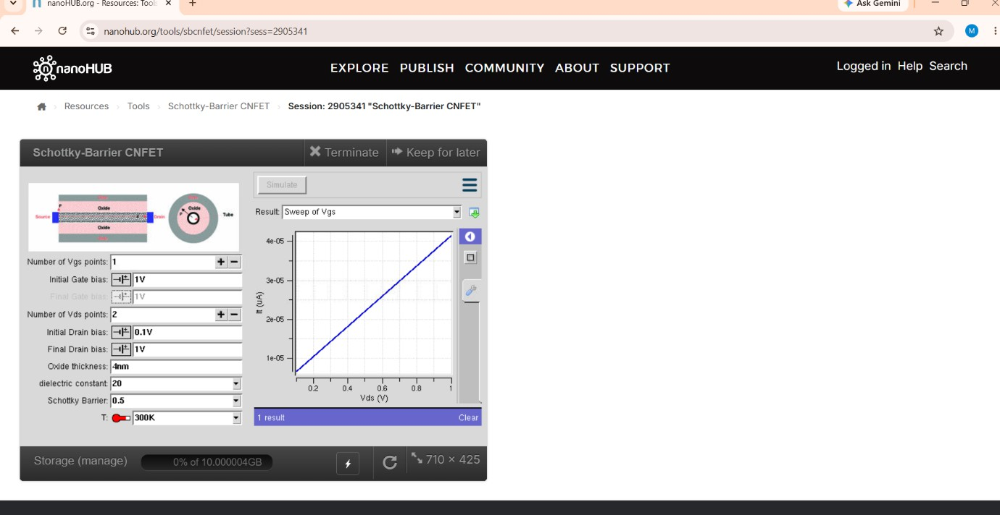 nanoHUB.org - Resources: Tools
Ask Gemini
nanohub.org/tools/sbcnfet/session?sess=2905341
M
nanoHUB
EXPLORE PUBLISH COMMUNITY ABOUT SUPPORT
Logged in Help Search
Resources Tools Schottky-Barrier CNFET Session: 2905341 "Schottky-Barrier CNFET"
Schottky-Barrier CNFET
Terminate
Keep for later
Oxide
Source
Drain
Oxide
Oxide
Tube
Number of Vgs points: 1
Initial Gate bias: 1V
Final Gate bias: 1V
Number of Vds points: 2
Initial Drain bias: 0.1V
Final Drain bias: 1V
Oxide thickness: 4nm
dielectric constant: 20
Schottky Barrier: 0.5
T: 300K
Simulate
Result: Sweep of Vgs
4e-05
3e-05
2e-05
1e-05
It (uA)
0.2 0.4 0.6 0.8 1
Vds (V)
1 result
Clear
Storage (manage)
0% of 10.000004GB
710 × 425